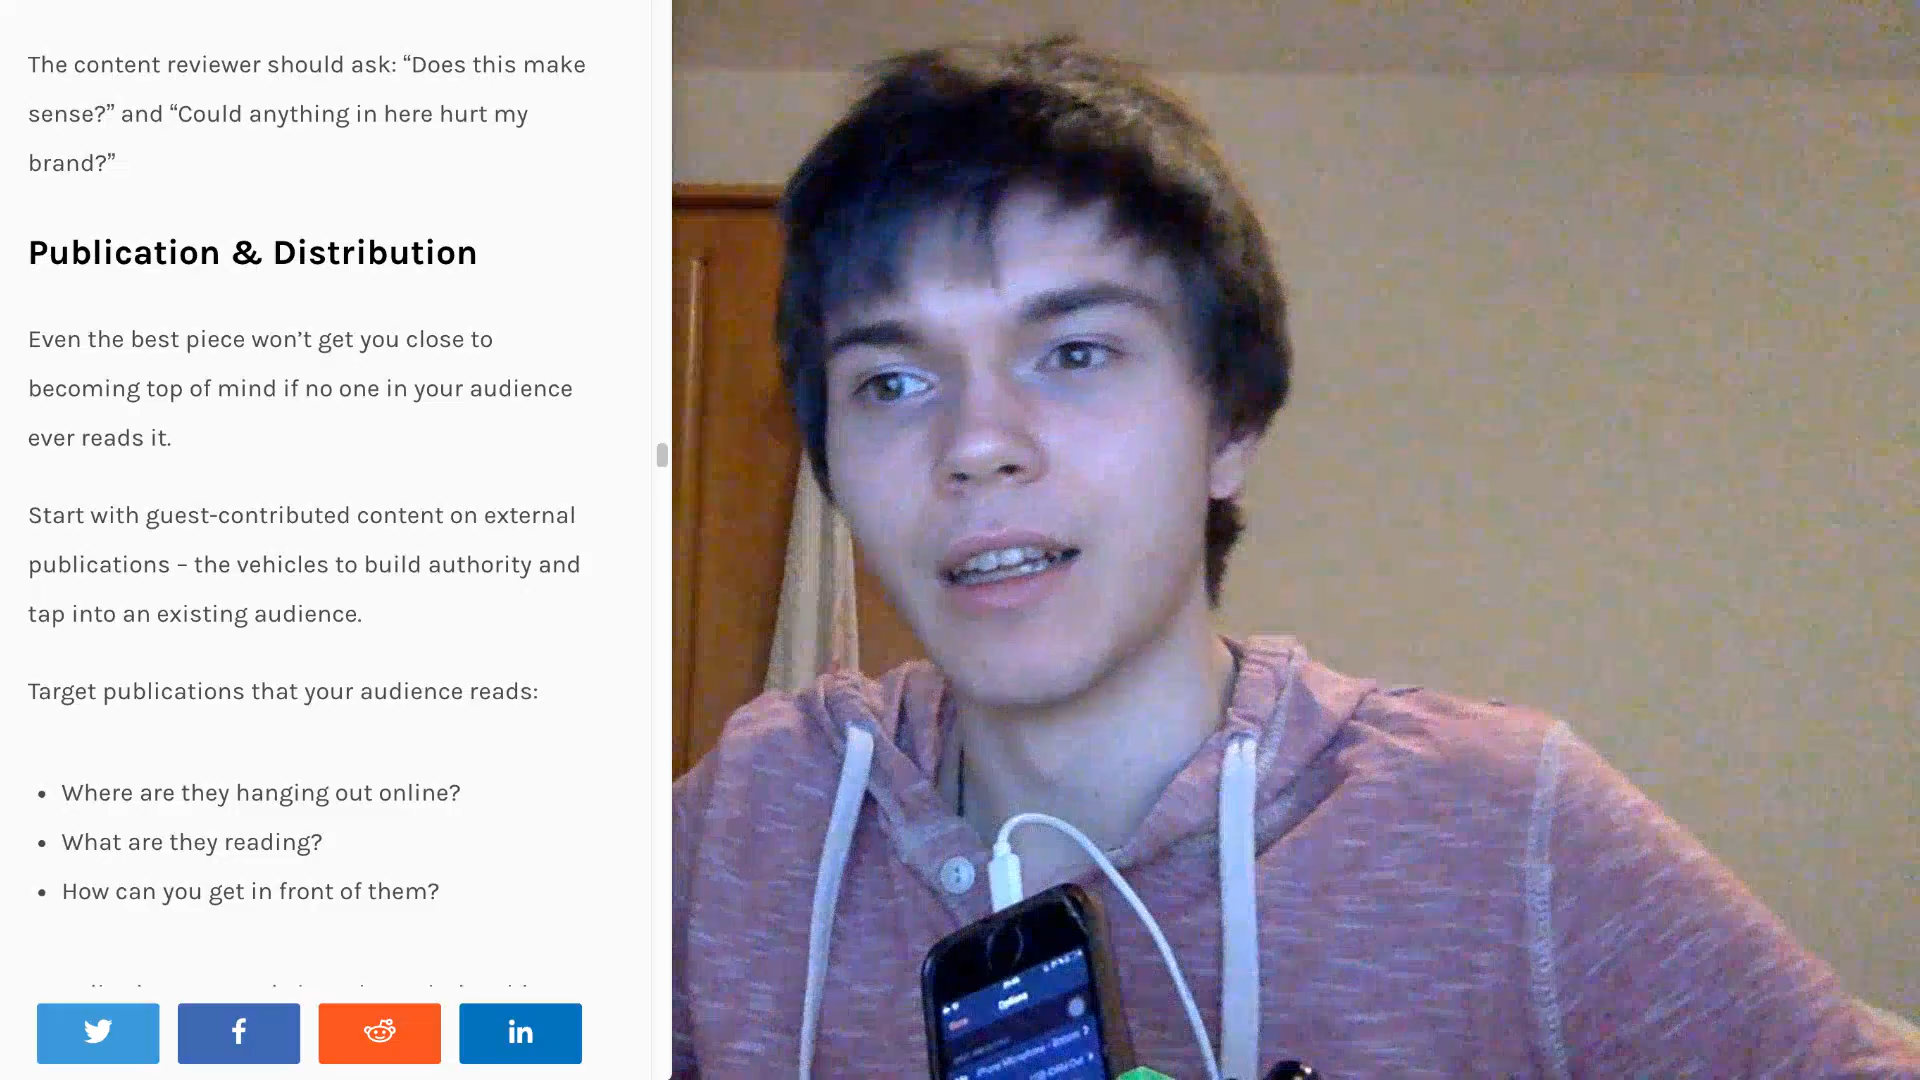 The content reviewer should ask: “Does this make
sense?” and “Could anything in here hurt my
brand?”
Publication & Distribution
Even the best piece won’t get you close to
becoming top of mind if no one in your audience
ever reads it.
Start with guest-contributed content on external
publications – the vehicles to build authority and
tap into an existing audience.
Target publications that your audience reads:
• Where are they hanging out online?
• What are they reading?
• How can you get in front of them?
f
in
Options